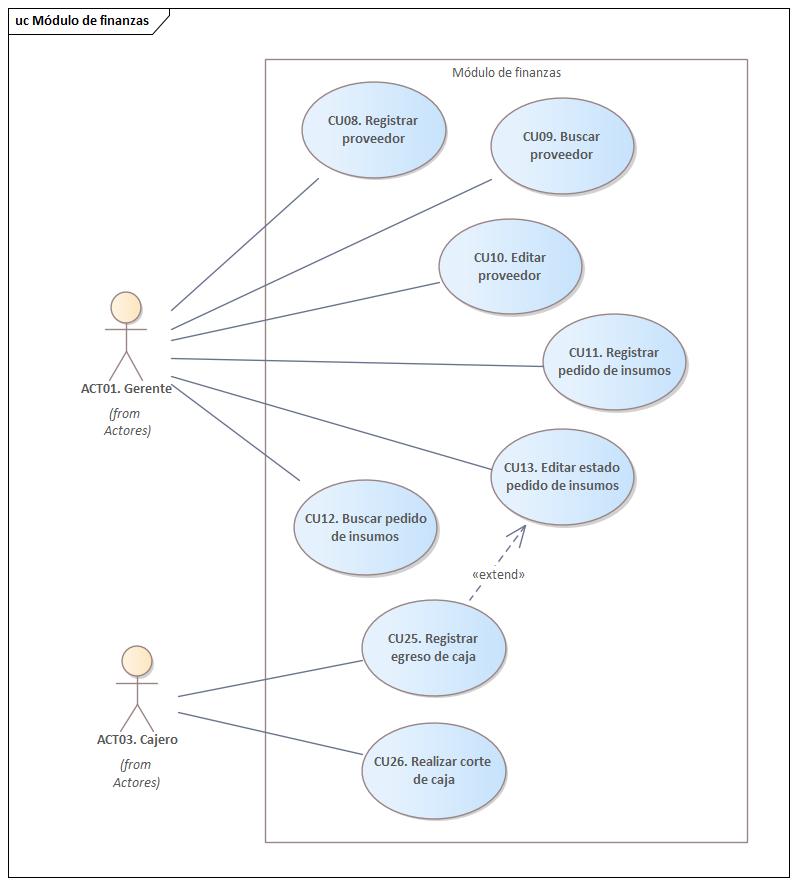 uc Módulo de finanzas
Módulo de finanzas
CU08. Registrar
proveedor
CU09. Buscar
proveedor
CU10. Editar
proveedor
ACT01. Gerente
(from
Actores)
CU11. Registrar
pedido de insumos
CU13. Editar estado
pedido de insumos
CU12. Buscar pedido
de insumos
«extend»
CU25. Registrar
egreso de caja
ACT03. Cajero
(from
Actores)
CU26. Realizar corte
de caja